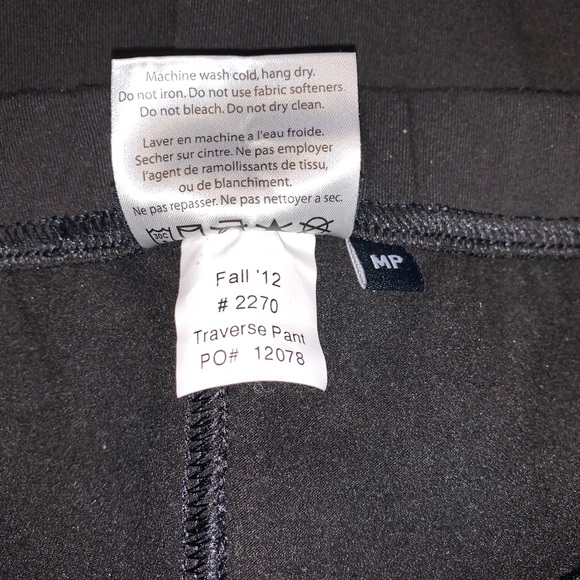 Machine wash cold, hang dry.
Do not iron. Do not use fabric softeners.
Do not bleach. Do not dry clean.
Laver en machine a l'eau froide.
Secher sur cintre. Ne pas employer
l'agent de ramollissants de tissu,
ou de blanchiment.
Ne pas repasser. Ne pas nettoyer a sec.
30C
MP
Fall '12
# 2270
Traverse Pant
PO# 12078